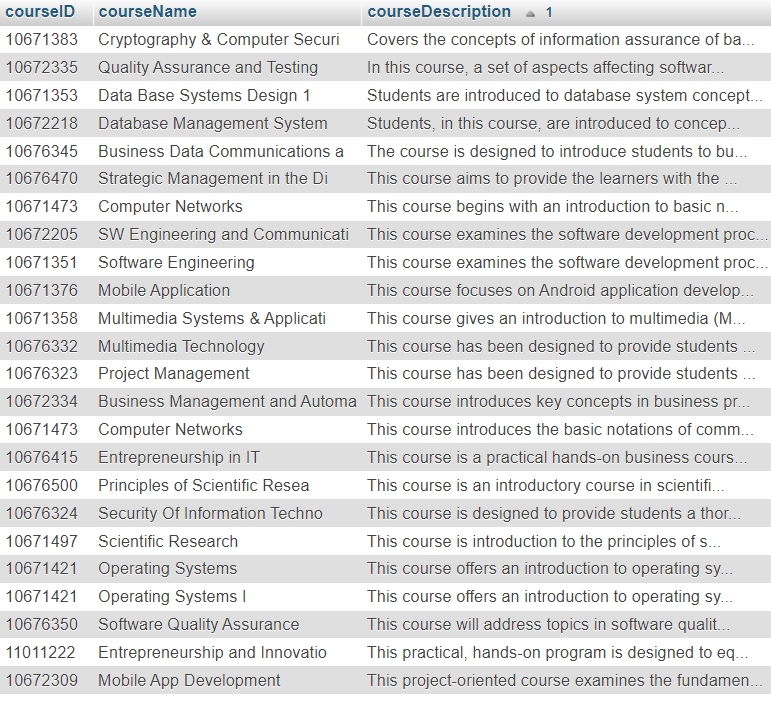 courseID courseName courseDescription 1
10671383 Cryptography & Computer Securi Covers the concepts of information assurance of ba...
10672335 Quality Assurance and Testing In this course, a set of aspects affecting softwar...
10671353 Data Base Systems Design 1 Students are introduced to database system concept...
10672218 Database Management System Students, in this course, are introduced to concep...
10676345 Business Data Communications a The course is designed to introduce students to bu...
10676470 Strategic Management in the Di This course aims to provide the learners with the ...
10671473 Computer Networks This course begins with an introduction to basic n...
10672205 SW Engineering and Communicati This course examines the software development proc...
10671351 Software Engineering This course examines the software development proc...
10671376 Mobile Application This course focuses on Android application develop...
10671358 Multimedia Systems & Applicati This course gives an introduction to multimedia (M...
10676332 Multimedia Technology This course has been designed to provide students ...
10676323 Project Management This course has been designed to provide students ...
10672334 Business Management and Automa This course introduces key concepts in business pr...
10671473 Computer Networks This course introduces the basic notations of comm...
10676415 Entrepreneurship in IT This course is a practical hands-on business cours...
10676500 Principles of Scientific Resea This course is an introductory course in scientifi...
10676324 Security Of Information Techno This course is designed to provide students a thor...
10671497 Scientific Research This course is introduction to the principles of s...
10671421 Operating Systems This course offers an introduction to operating sy...
10671421 Operating Systems I This course offers an introduction to operating sy...
10676350 Software Quality Assurance This course will address topics in software qualit...
11011222 Entrepreneurship and Innovatio This practical, hands-on program is designed to eq...
10672309 Mobile App Development This project-oriented course examines the fundamen...